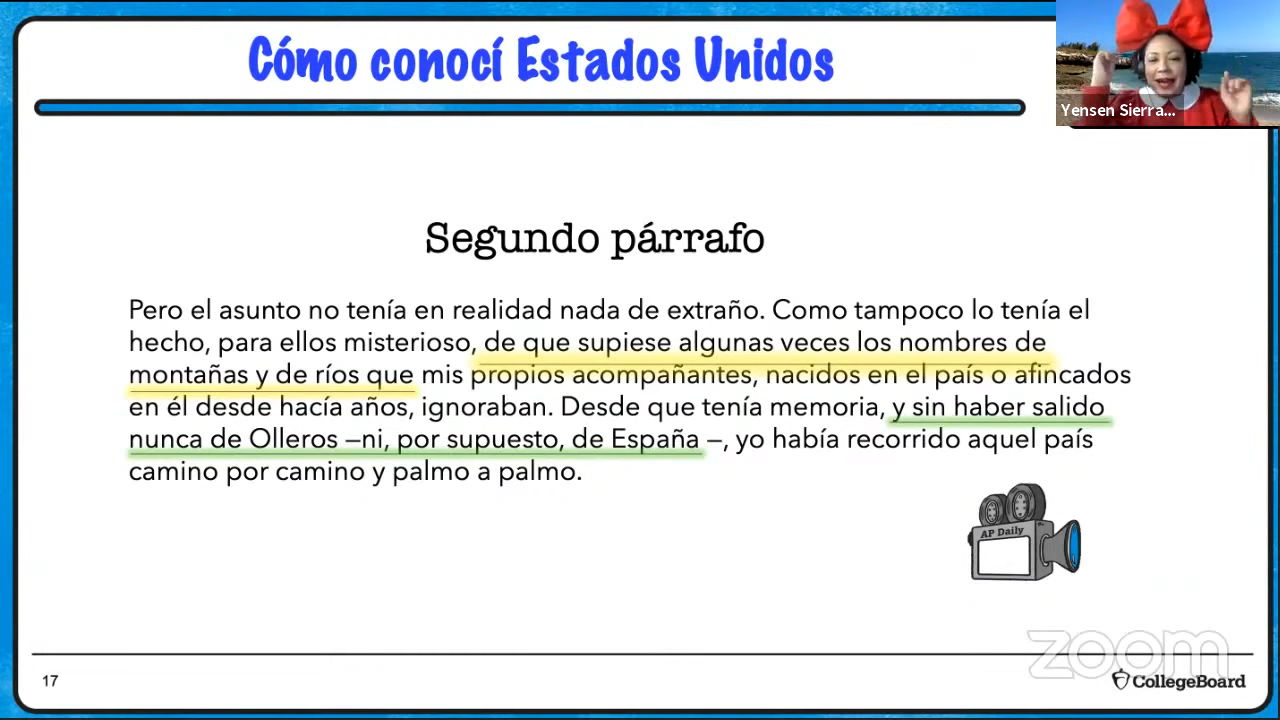 Cómo conocí Estados Unidos
Yensen Sierra...
Segundo párrafo
Pero el asunto no tenía en realidad nada de extraño. Como tampoco lo tenía el
hecho, para ellos misterioso, de que supiese algunas veces los nombres de
montañas y de ríos que mis propios acompañantes, nacidos en el país o afincados
en él desde hacía años, ignoraban. Desde que tenía memoria, y sin haber salido
nunca de Olleros –ni, por supuesto, de España –, yo había recorrido aquel país
camino por camino y palmo a palmo.
AP Daily
zoom
17
CollegeBoard